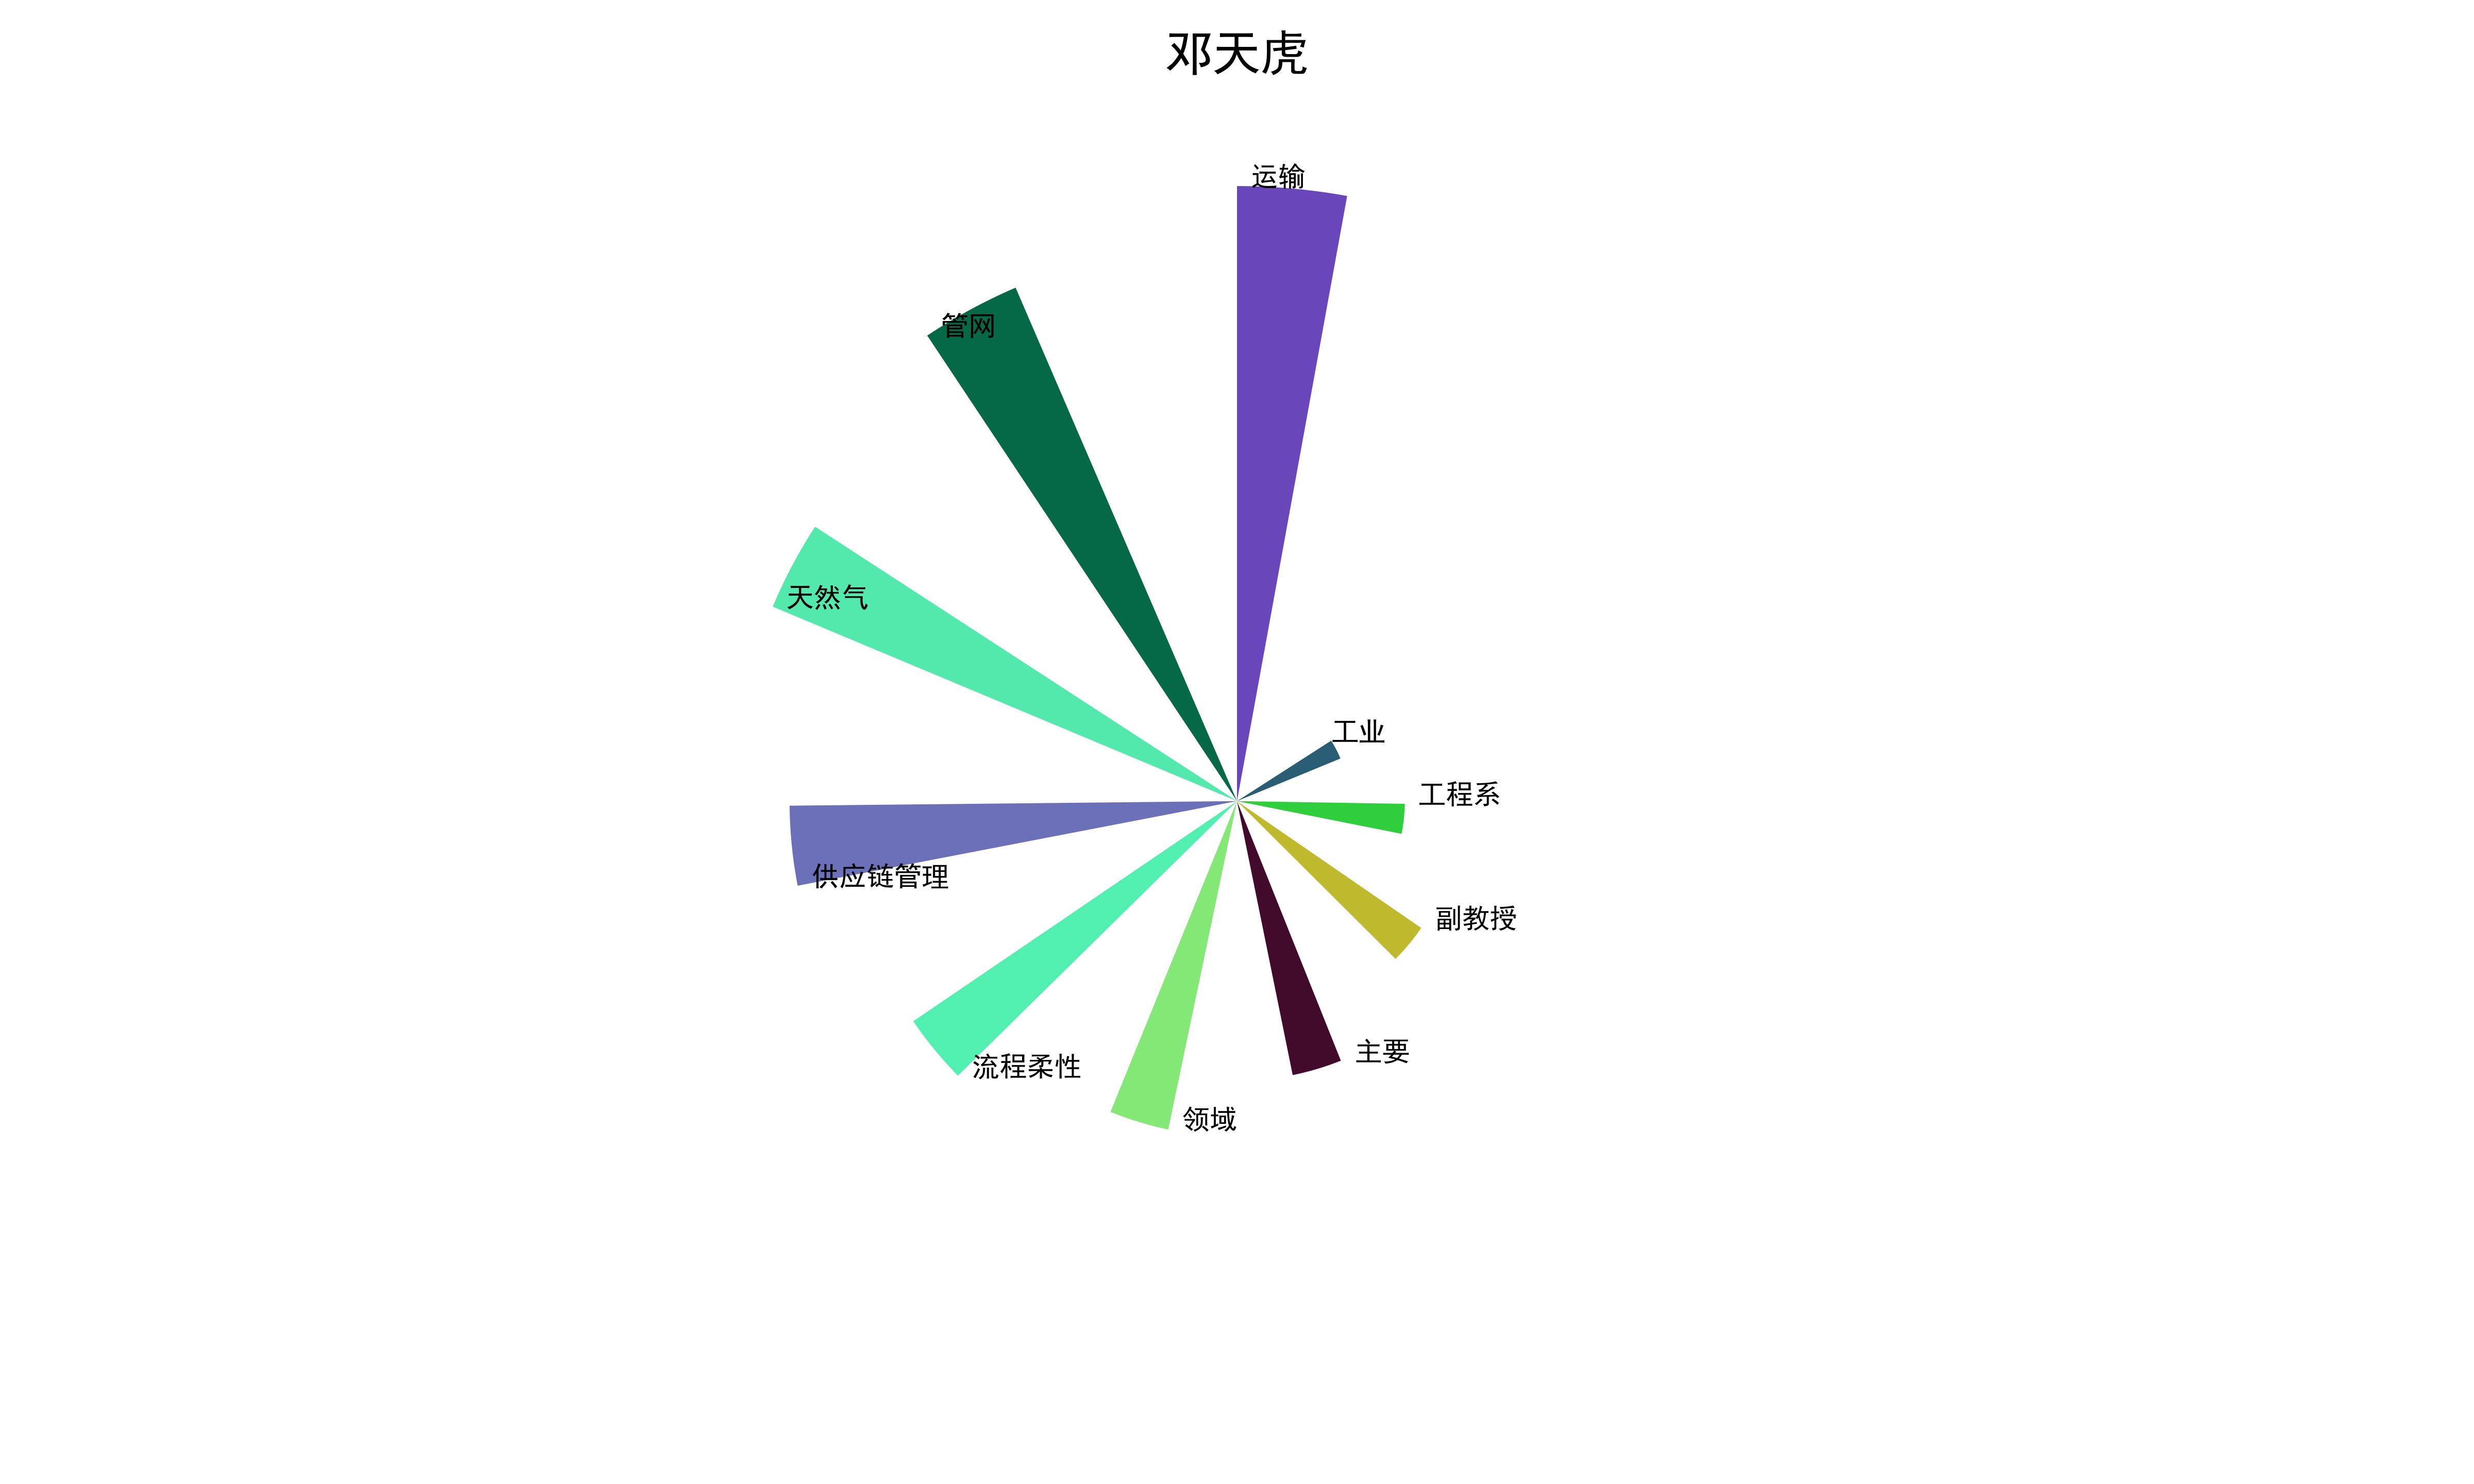 邓天虎
运输
管网
天然气
工业
工程系
供应链管理
副教授
主要
流程柔性
领域